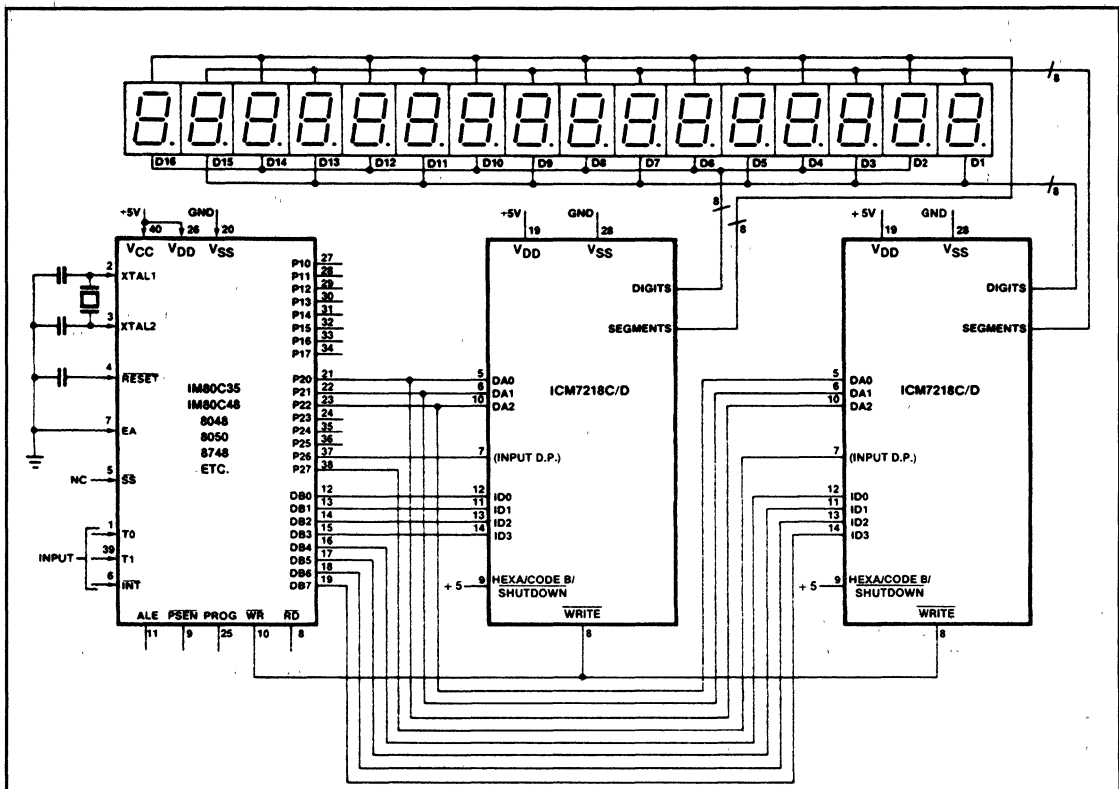 8
D16 D15 D14 D13 D12 D11 D10 D9 D8 D7 D6 D5 D4 D3 D2 D1
8
8
8
+5V GND
40 26 20
VCC VDD VSS
2 XTAL1
3 XTAL2
4 RESET
7 EA
NC 5 SS
INPUT
1 T0
39 T1
6 INT
IM80C35
IM80C48
8048
8050
8748
ETC.
P10 27
P11 28
P12 29
P13 30
P14 31
P15 32
P16 33
P17 34
P20 21
P21 22
P22 23
P23 24
P24 35
P25 36
P26 37
P27 38
DB0 12
DB1 13
DB2 14
DB3 15
DB4 16
DB5 17
DB6 18
DB7 19
ALE PSEN PROG WR RD
11 9 25 10 8
+5V GND
19 28
VDD VSS
DIGITS
SEGMENTS
ICM7218C/D
5 DA0
6 DA1
10 DA2
7 (INPUT D.P.)
12 ID0
11 ID1
13 ID2
14 ID3
+ 5 9 HEXA/CODE B/
SHUTDOWN
WRITE
8
+ 5V GND
19 28
VDD VSS
DIGITS
SEGMENTS
ICM7218C/D
5 DA0
6 DA1
10 DA2
7 (INPUT D.P.)
12 ID0
11 ID1
13 ID2
14 ID3
+ 5 9 HEXA/CODE B/
SHUTDOWN
WRITE
8